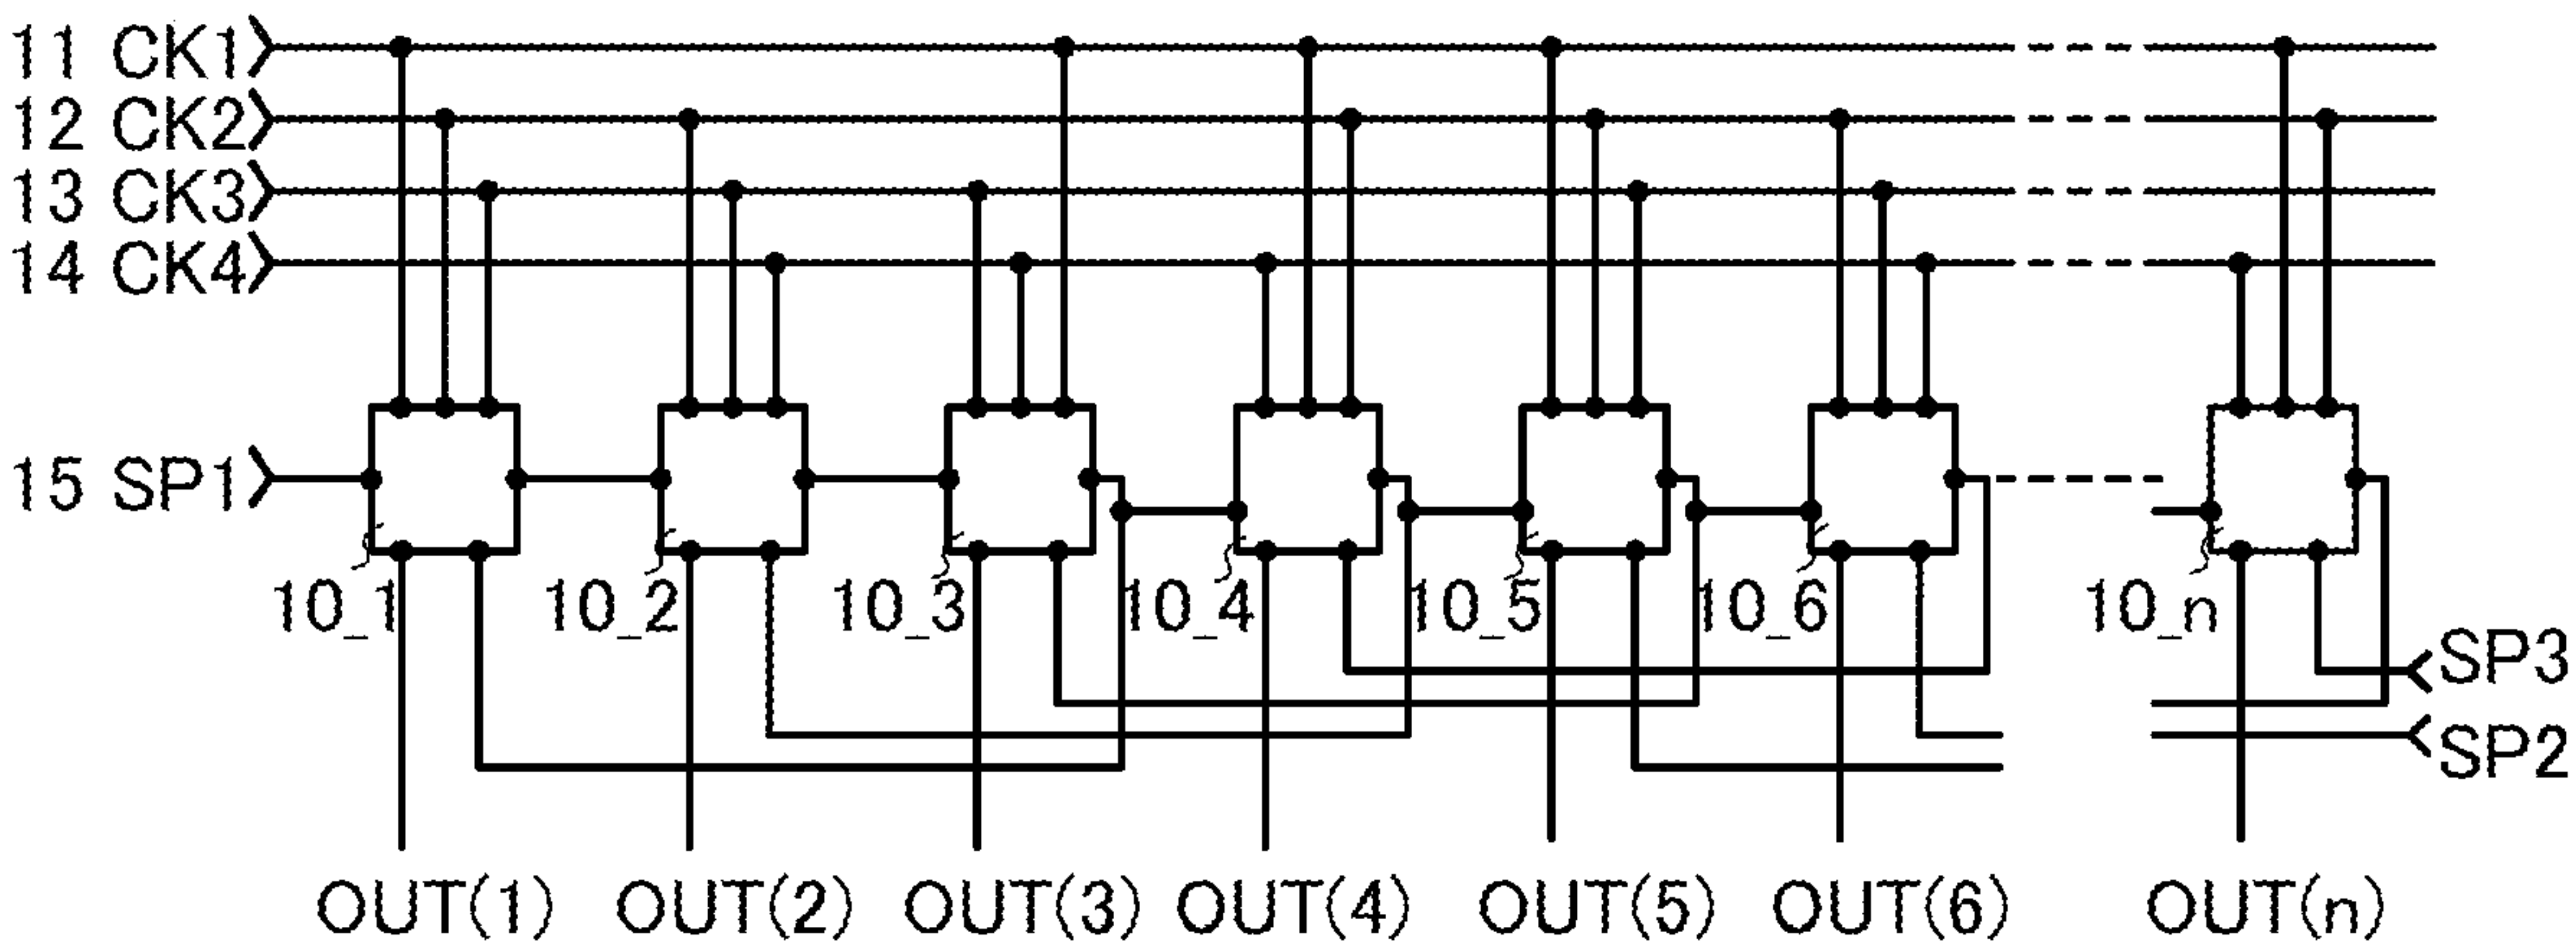 11 CK1
12 CK2
13 CK3
14 CK4
15 SP1
10_1 10_2 10_3 10_4 10_5 10_6 10_n
SP3
SP2
OUT(1) OUT(2) OUT(3) OUT(4) OUT(5) OUT(6) OUT(n)